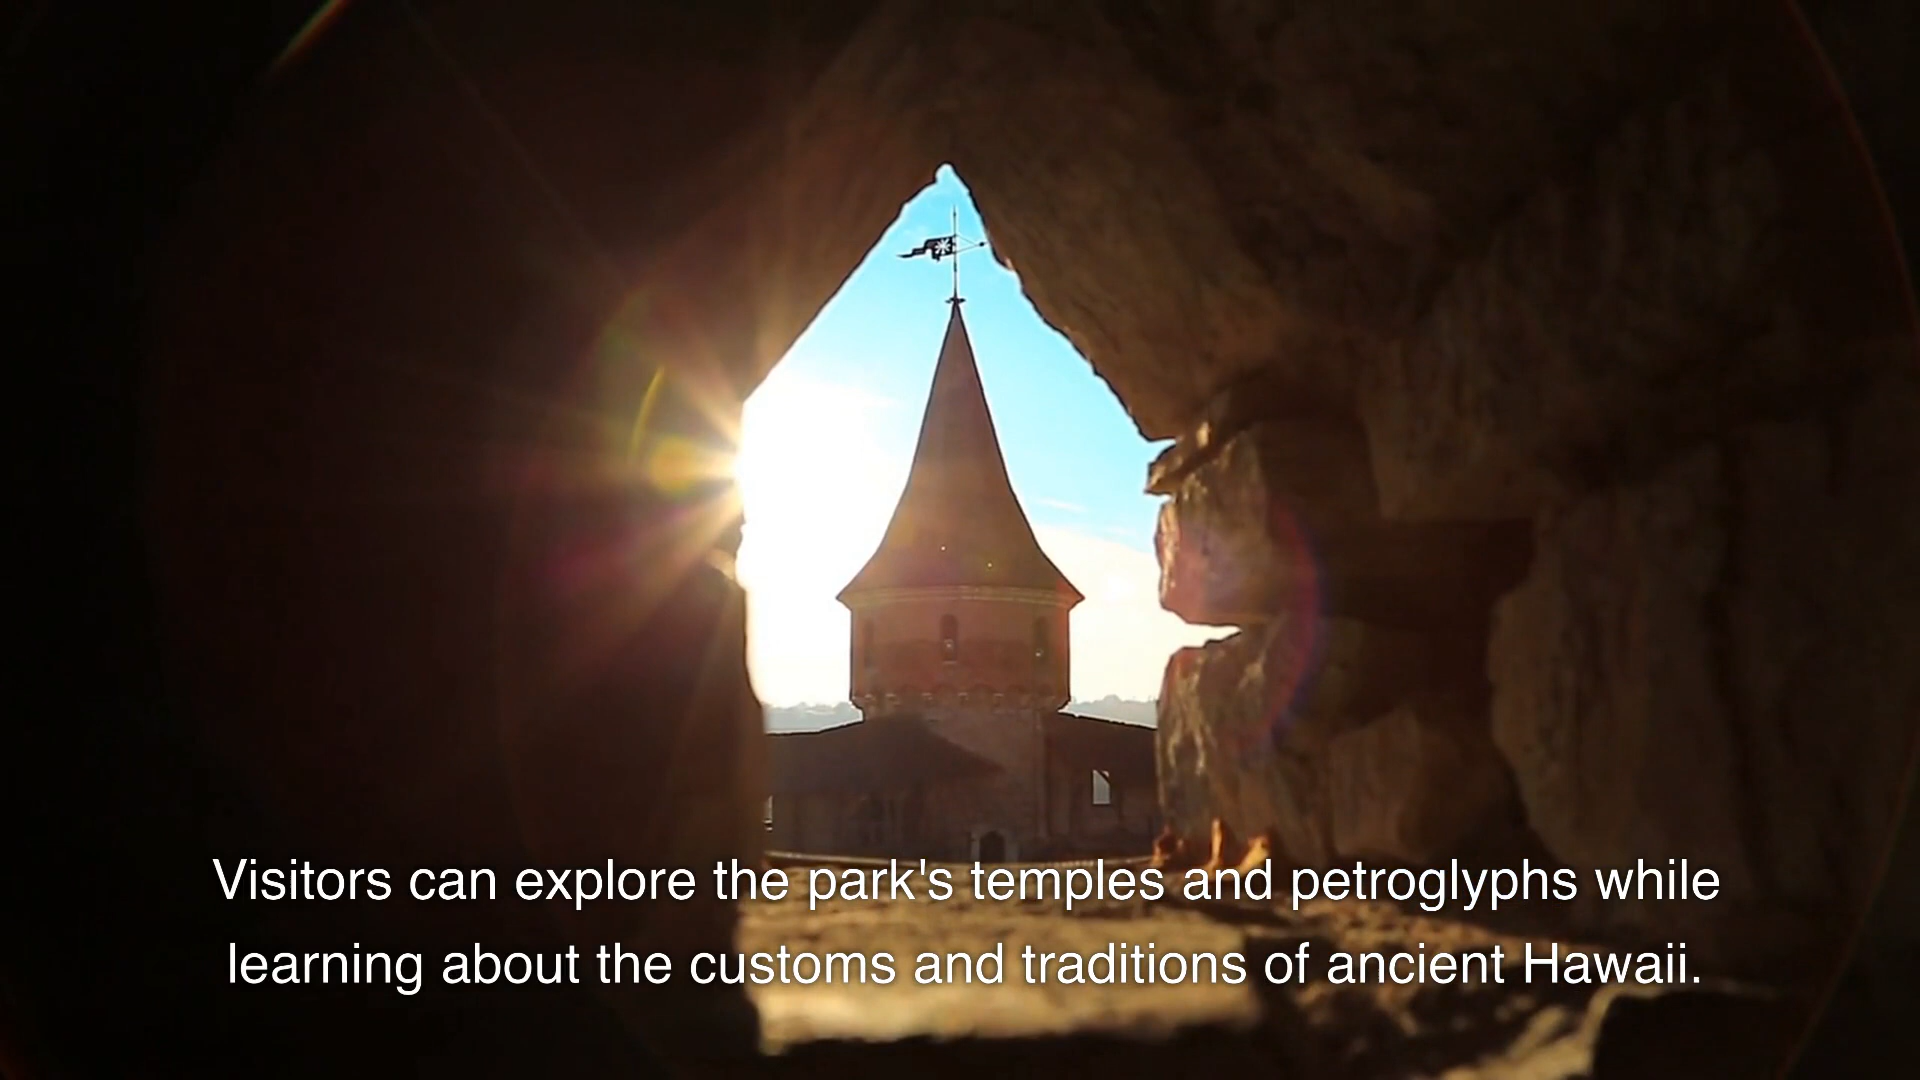 Visitors can explore the park's temples and petroglyphs while
learning about the customs and traditions of ancient Hawaii.